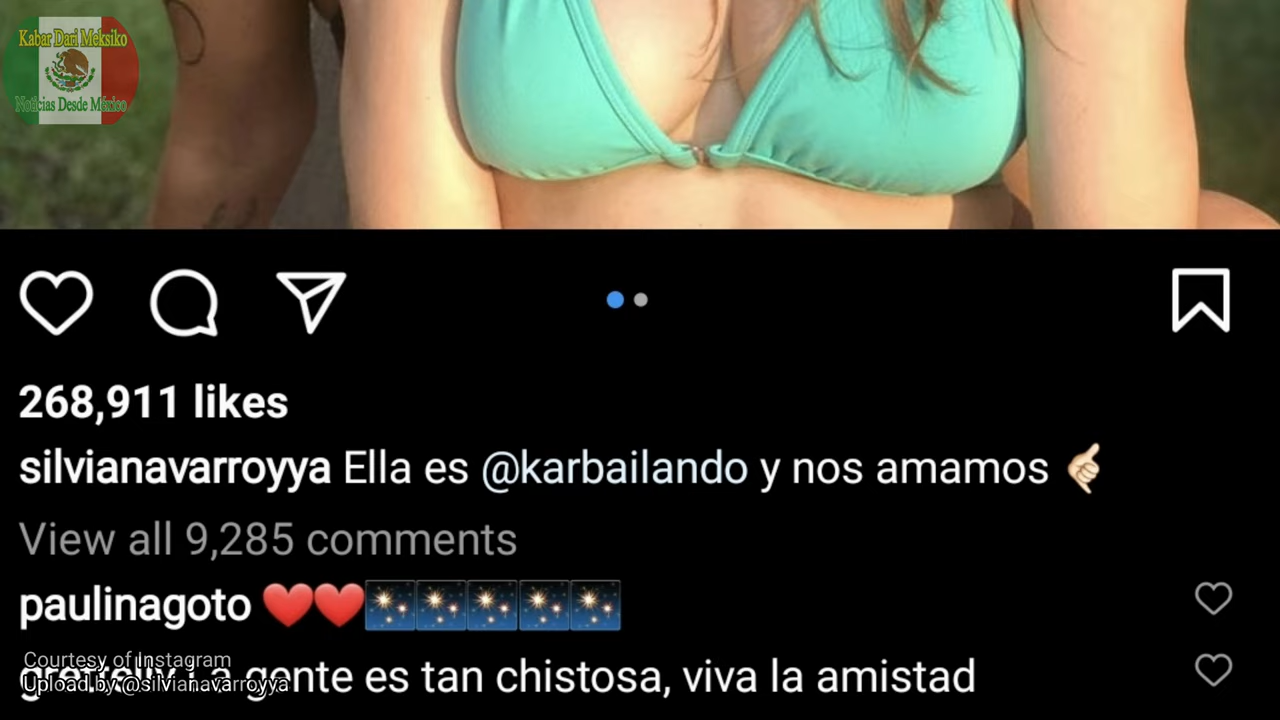 Kabar Dari Meksiko
Noticias Desde México
268,911 likes
silvianavarroyya Ella es @karbailando y nos amamos 🤙🏻
View all 9,285 comments
paulinagoto ❤️❤️🎇🎇🎇🎇🎇
gente es tan chistosa, viva la amistad
Courtesy of Instagram
Upload by @silvianavarroyya